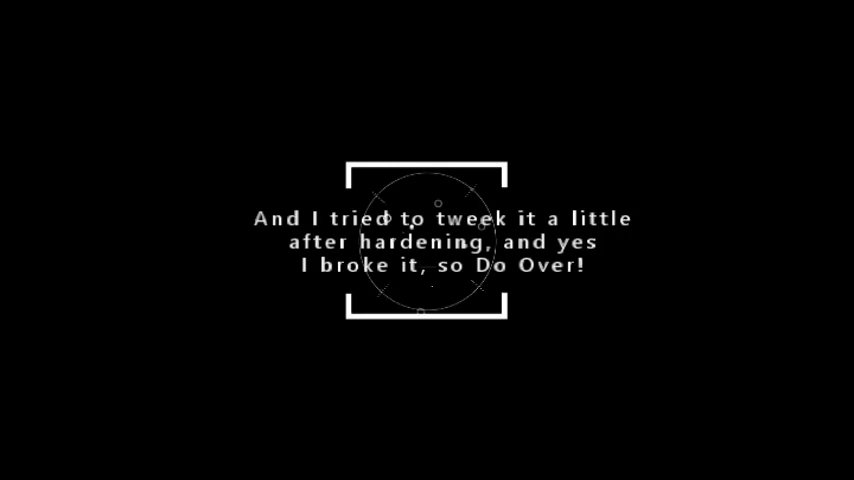 And I tried to tweek it a little
after hardening, and yes
I broke it, so Do Over!